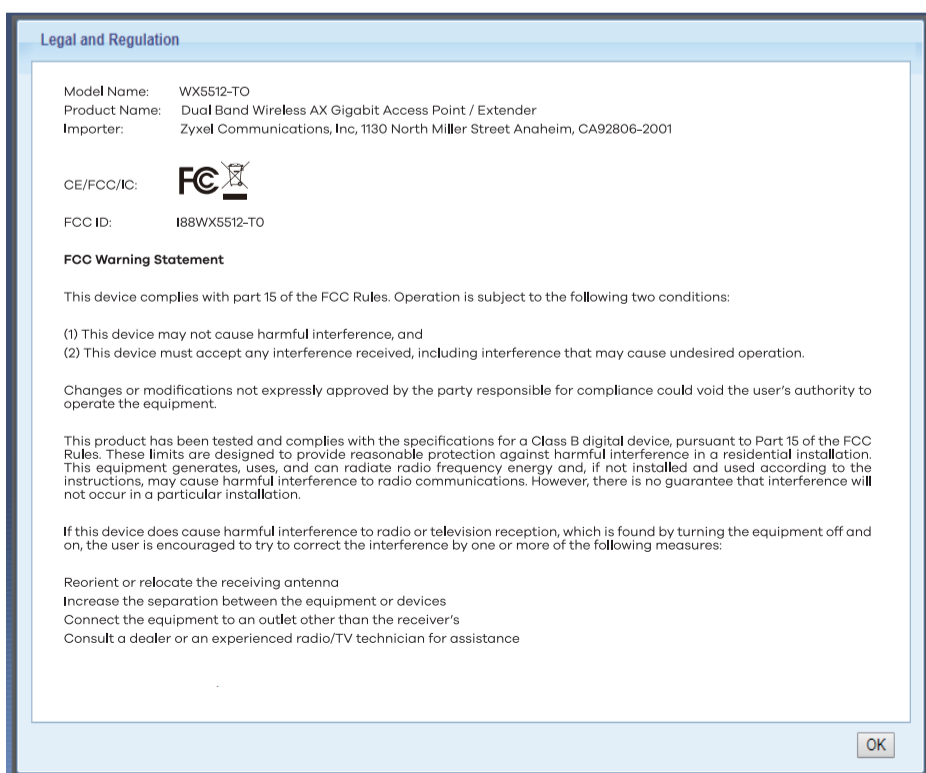 Legal and Regulation
Model Name: WX5512-TO
Product Name: Dual Band Wireless AX Gigabit Access Point / Extender
Importer: Zyxel Communications, Inc, 1130 North Miller Street Anaheim, CA92806-2001
CE/FCC/IC: FC
FCC ID: I88WX5512-T0
FCC Warning Statement
This device complies with part 15 of the FCC Rules. Operation is subject to the following two conditions:
(1) This device may not cause harmful interference, and
(2) This device must accept any interference received, including interference that may cause undesired operation.
Changes or modifications not expressly approved by the party responsible for compliance could void the user's authority to
operate the equipment.
This product has been tested and complies with the specifications for a Class B digital device, pursuant to Part 15 of the FCC
Rules. These limits are designed to provide reasonable protection against harmful interference in a residential installation.
This equipment generates, uses, and can radiate radio frequency energy and, if not installed and used according to the
instructions, may cause harmful interference to radio communications. However, there is no guarantee that interference will
not occur in a particular installation.
If this device does cause harmful interference to radio or television reception, which is found by turning the equipment off and
on, the user is encouraged to try to correct the interference by one or more of the following measures:
Reorient or relocate the receiving antenna
Increase the separation between the equipment or devices
Connect the equipment to an outlet other than the receiver's
Consult a dealer or an experienced radio/TV technician for assistance
OK